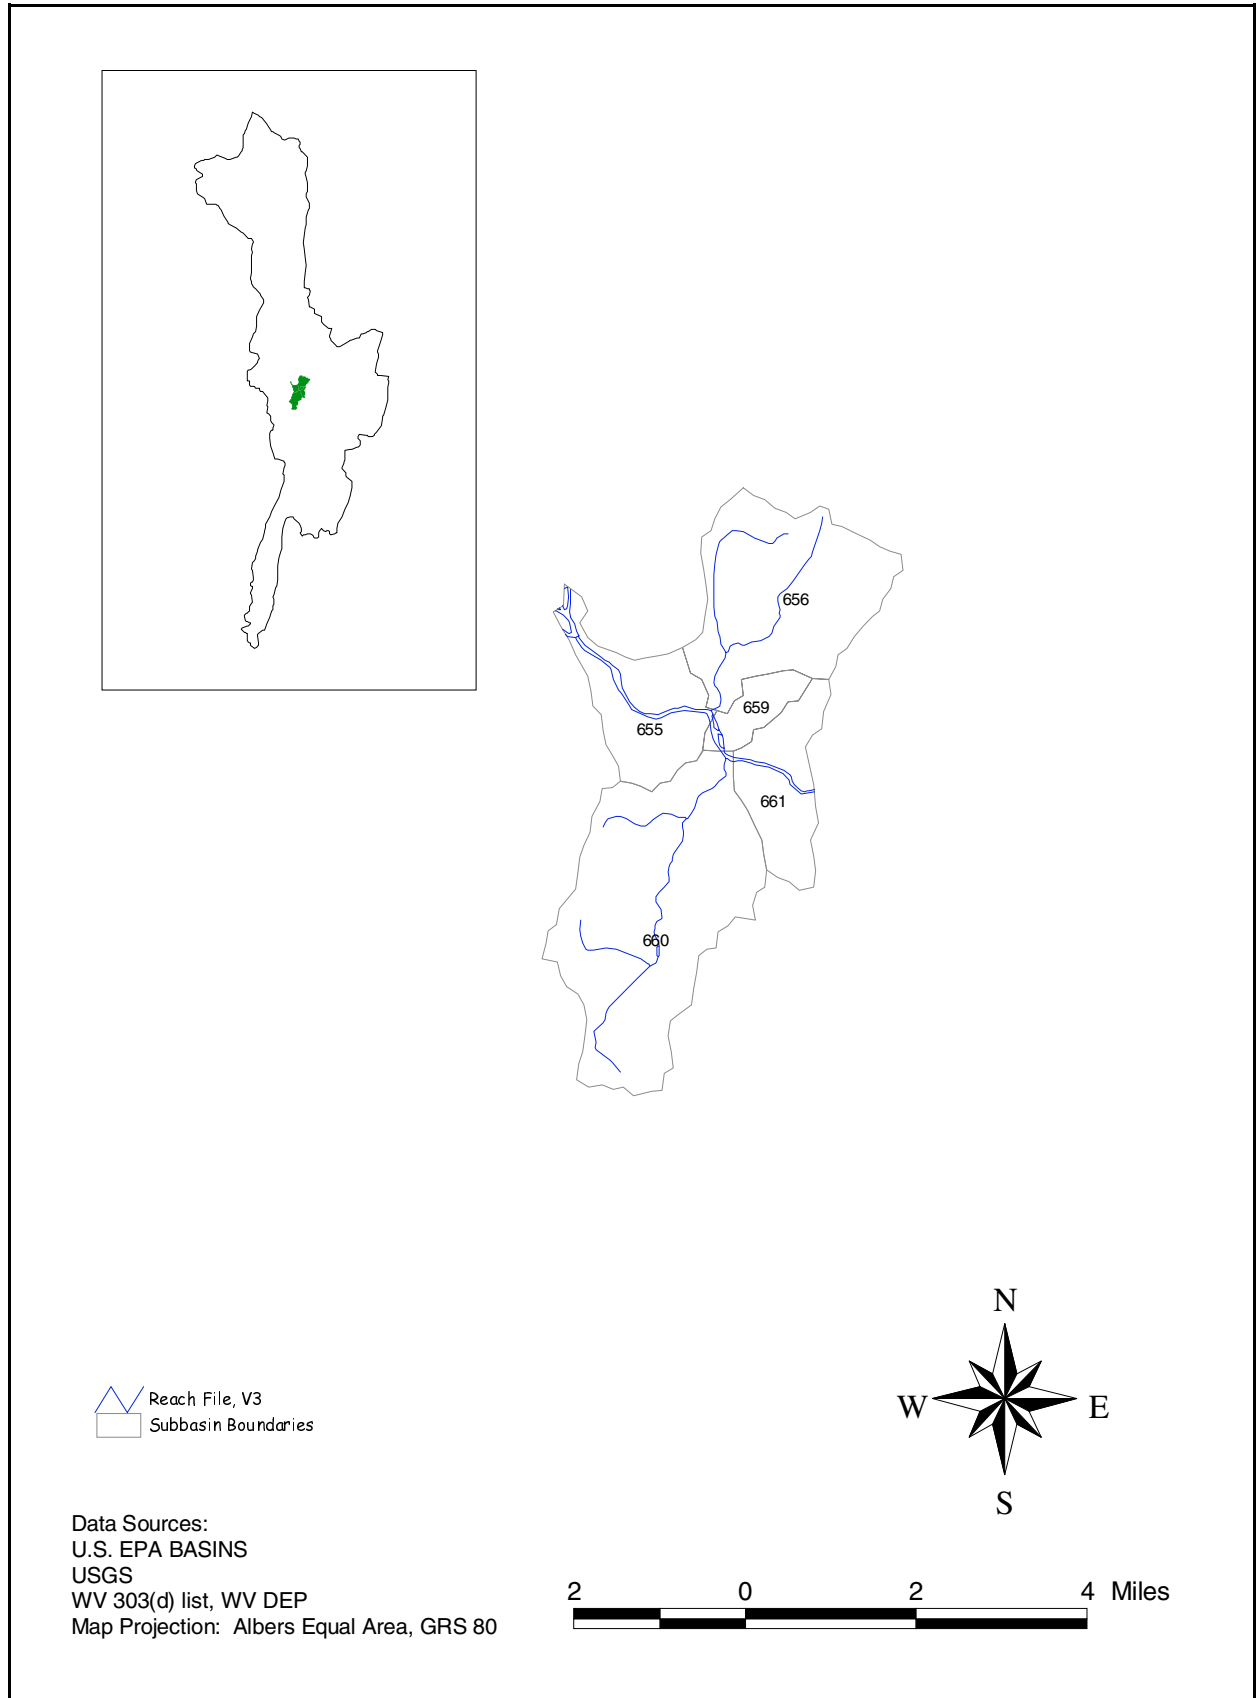 656
659
655
661
660
N
W
E
S
Reach File, V3
Subbasin Boundaries
Data Sources:
U.S. EPA BASINS
USGS
WV 303(d) list, WV DEP
Map Projection: Albers Equal Area, GRS 80
2 0 2 4 Miles